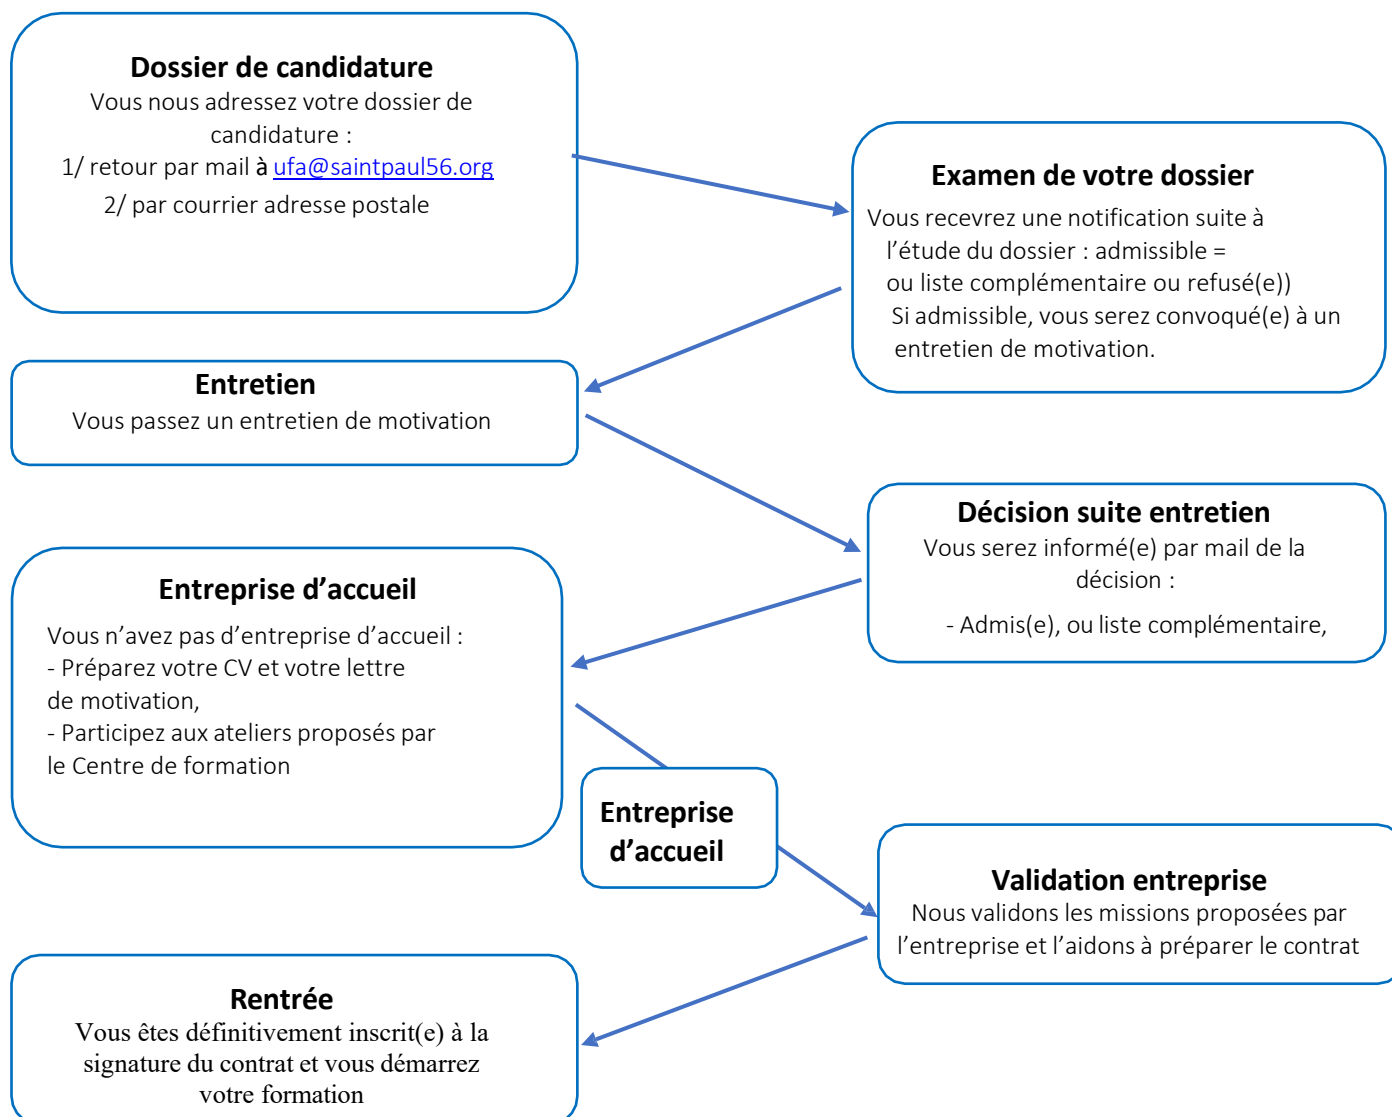 Dossier de candidature
Vous nous adressez votre dossier de
candidature :
1/ retour par mail à ufa@saintpaul56.org
2/ par courrier adresse postale
Examen de votre dossier
Vous recevrez une notification suite à
l’étude du dossier : admissible =
ou liste complémentaire ou refusé(e))
Si admissible, vous serez convoqué(e) à un
entretien de motivation.
Entretien
Vous passez un entretien de motivation
Décision suite entretien
Vous serez informé(e) par mail de la
décision :
- Admis(e), ou liste complémentaire,
Entreprise d’accueil
Vous n’avez pas d’entreprise d’accueil :
- Préparez votre CV et votre lettre
de motivation,
- Participez aux ateliers proposés par
le Centre de formation
Entreprise
d’accueil
Validation entreprise
Nous validons les missions proposées par
l’entreprise et l’aidons à préparer le contrat
Rentrée
Vous êtes définitivement inscrit(e) à la
signature du contrat et vous démarrez
votre formation